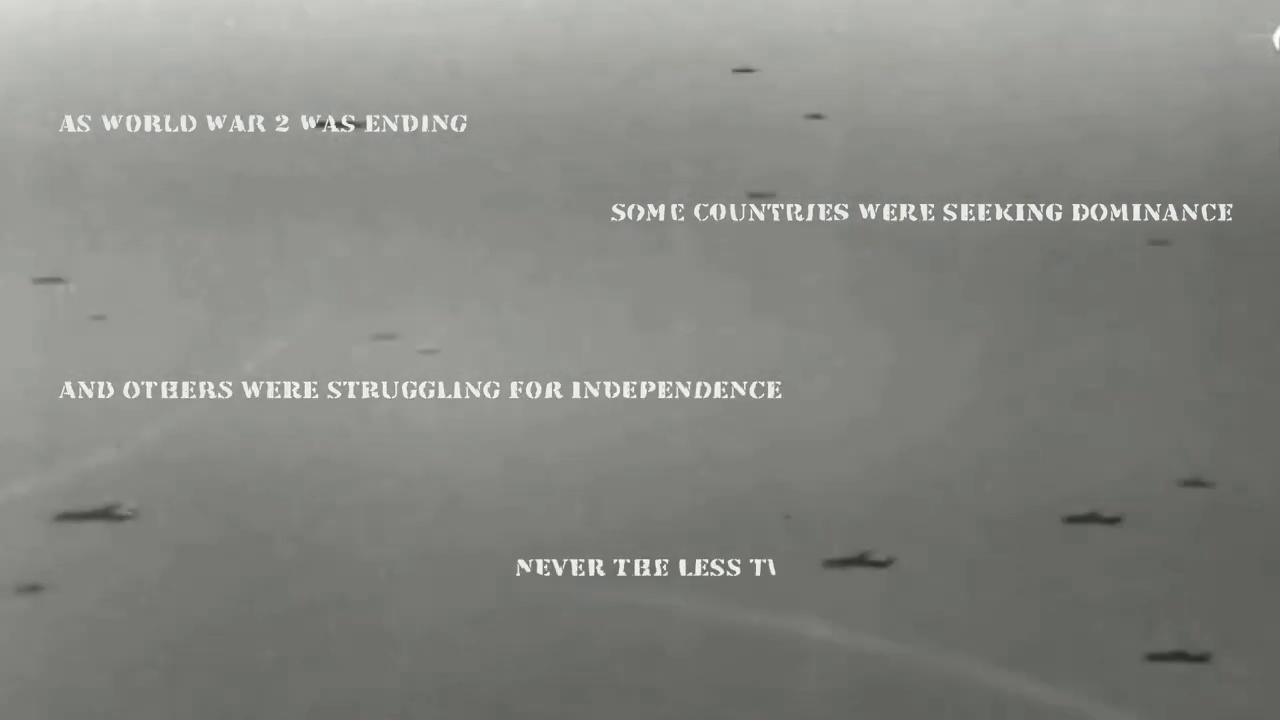 AS WORLD WAR 2 WAS ENDING
SOME COUNTRIES WERE SEEKING DOMINANCE
AND OTHERS WERE STRUGGLING FOR INDEPENDENCE
NEVER THE LESS